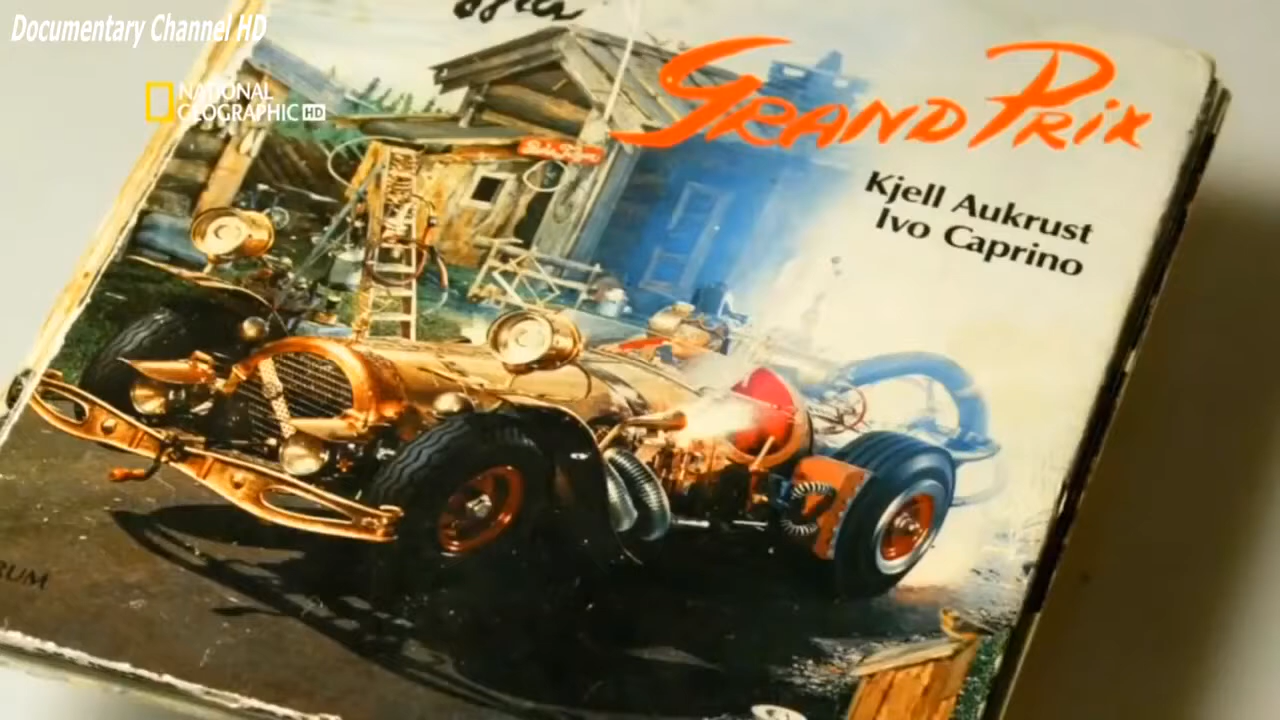 Documentary Channel HD
NATIONAL
GEOGRAPHIC HD
GRAND PRIX
Kjell Aukrust
Ivo Caprino